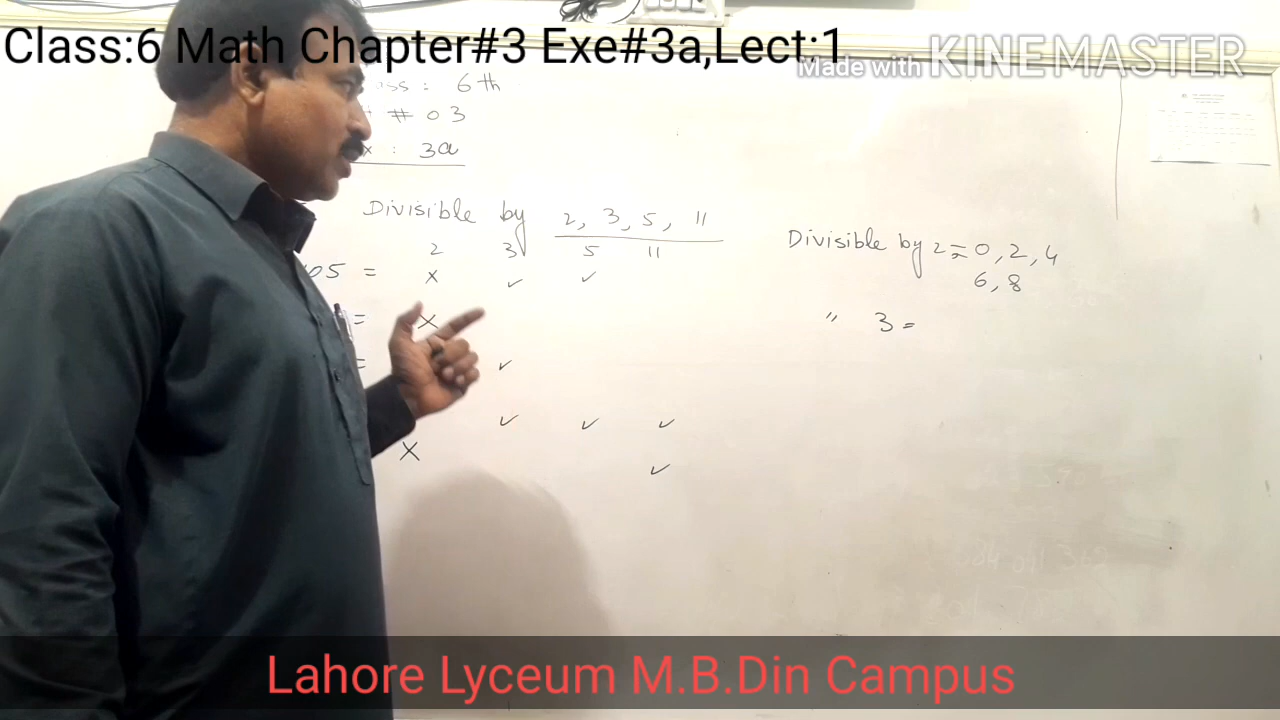 Class:6 Math Chapter#3 Exe#3a,Lect:1
Made with KINEMASTER
6th
# 03
: 3a
Divisible by 2, 3, 5, 11
2 3 5 11
05 = × ✓ ✓
= ×
= ✓
✓ ✓ ✓
× ✓
Divisible by 2 = 0, 2, 4
6, 8
" 3 =
Lahore Lyceum M.B.Din Campus